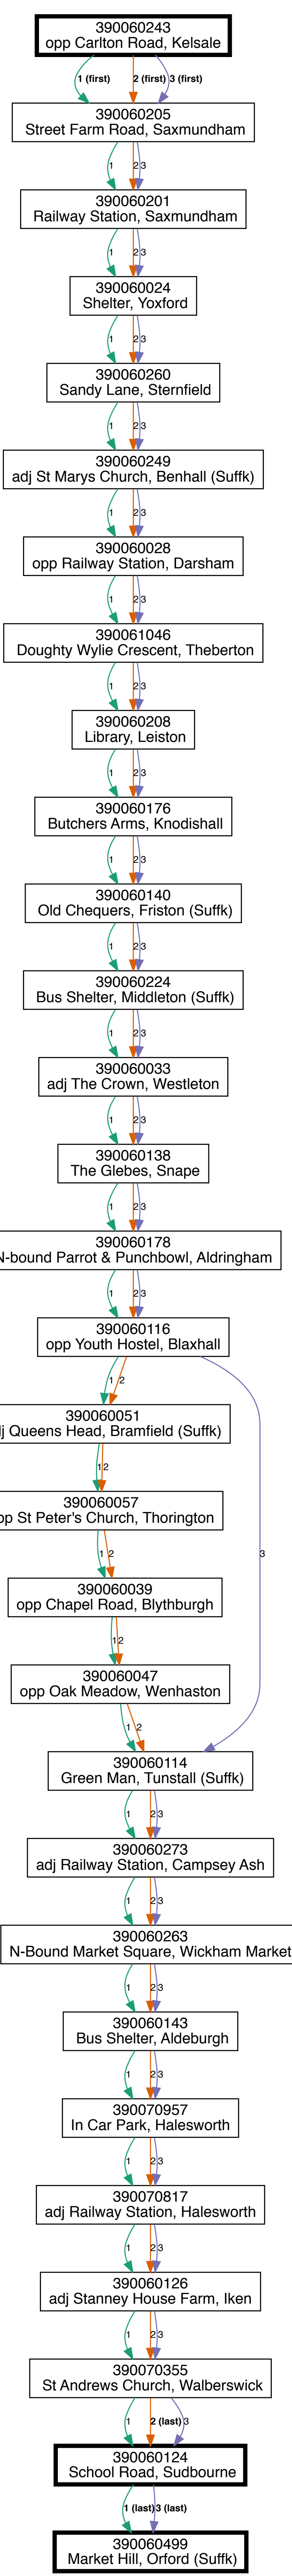 390060243
opp Carlton Road, Kelsale
1 (first)
2 (first)
3 (first)
390060205
Street Farm Road, Saxmundham
1
2
3
390060201
Railway Station, Saxmundham
1
2
3
390060024
Shelter, Yoxford
1
2
3
390060260
Sandy Lane, Sternfield
1
2
3
390060249
adj St Marys Church, Benhall (Suffk)
1
2
3
390060028
opp Railway Station, Darsham
1
2
3
390061046
Doughty Wylie Crescent, Theberton
1
2
3
390060208
Library, Leiston
1
2
3
390060176
Butchers Arms, Knodishall
1
2
3
390060140
Old Chequers, Friston (Suffk)
1
2
3
390060224
Bus Shelter, Middleton (Suffk)
1
2
3
390060033
adj The Crown, Westleton
1
2
3
390060138
The Glebes, Snape
1
2
3
390060178
N-bound Parrot & Punchbowl, Aldringham
1
2
3
390060116
opp Youth Hostel, Blaxhall
1
2
390060051
Queens Head, Bramfield (Suffk)
1
2
390060057
St Peter's Church, Thorington
1
2
3
390060039
opp Chapel Road, Blythburgh
1
2
390060047
opp Oak Meadow, Wenhaston
1
2
390060114
Green Man, Tunstall (Suffk)
1
2
3
390060273
adj Railway Station, Campsey Ash
1
2
3
390060263
N-Bound Market Square, Wickham Market
1
2
3
390060143
Bus Shelter, Aldeburgh
1
2
3
390070957
In Car Park, Halesworth
1
2
3
390070817
adj Railway Station, Halesworth
1
2
3
390060126
adj Stanney House Farm, Iken
1
2
3
390070355
St Andrews Church, Walberswick
1
2 (last)
3
390060124
School Road, Sudbourne
1 (last)
3 (last)
390060499
Market Hill, Orford (Suffk)